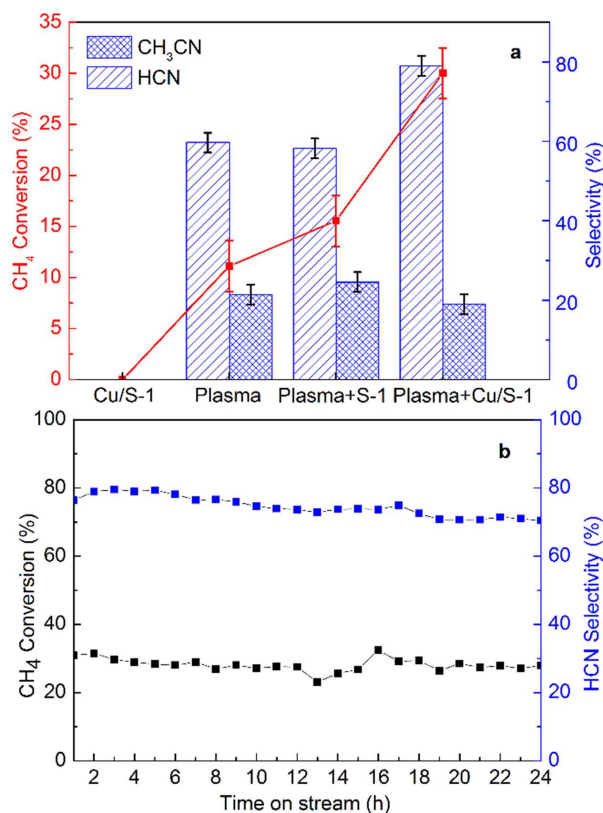 a
CH₃CN
HCN
35
30
25
20
15
10
5
0
CH₄ Conversion (%)
80
60
40
20
0
Selectivity (%)
Cu/S-1 Plasma Plasma+S-1 Plasma+Cu/S-1
b
100
80
60
40
20
0
CH₄ Conversion (%)
100
80
60
40
20
0
HCN Selectivity (%)
2 4 6 8 10 12 14 16 18 20 22 24
Time on stream (h)